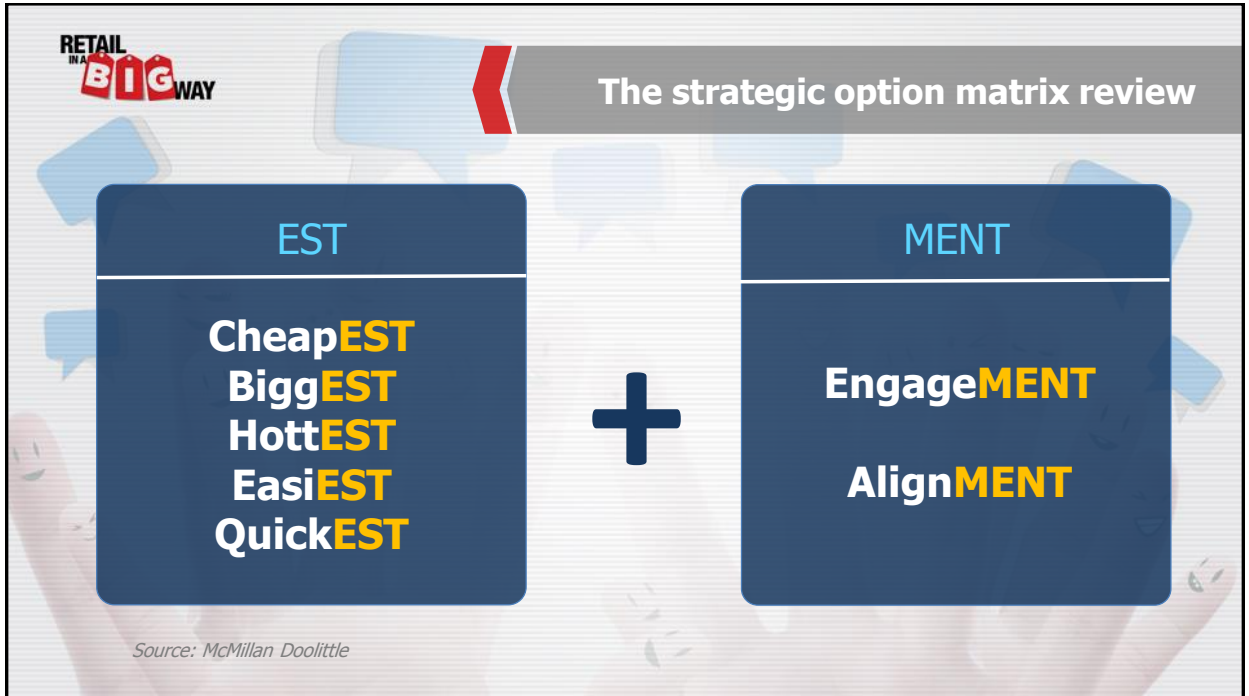 RETAIL
IN A
BIG WAY
The strategic option matrix review
EST
CheapEST
BiggEST
HottEST
EasiEST
QuickEST
+
MENT
EngageMENT
AlignMENT
Source: McMillan Doolittle